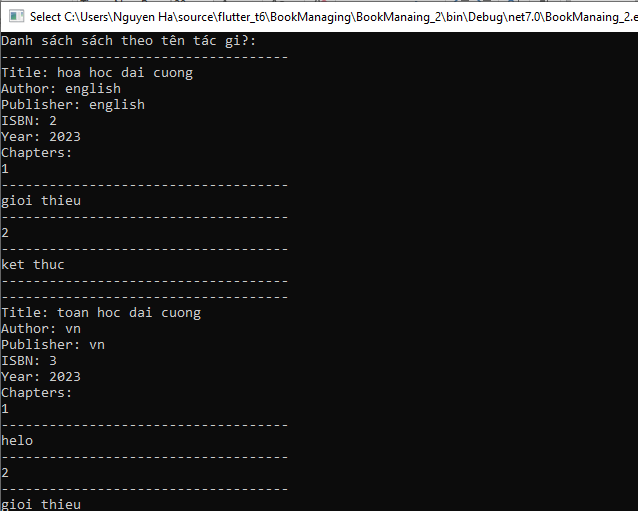 Select C:\Users\Nguyen Ha\source\flutter_t6\BookManaging\BookManaing_2\bin\Debug\net7.0\BookManaing_2.e
Danh sách sách theo tên tác gi?:
------------------------------------
Title: hoa hoc dai cuong
Author: english
Publisher: english
ISBN: 2
Year: 2023
Chapters:
1
------------------------------------
gioi thieu
------------------------------------
2
------------------------------------
ket thuc
------------------------------------
------------------------------------
Title: toan hoc dai cuong
Author: vn
Publisher: vn
ISBN: 3
Year: 2023
Chapters:
1
------------------------------------
helo
------------------------------------
2
------------------------------------
gioi thieu